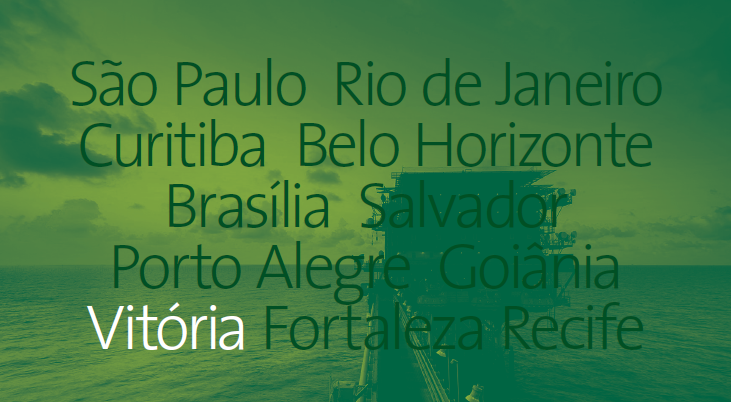 São Paulo Rio de Janeiro
Curitiba Belo Horizonte
Brasília Salvador
Porto Alegre Goiânia
Vitória Fortaleza Recife